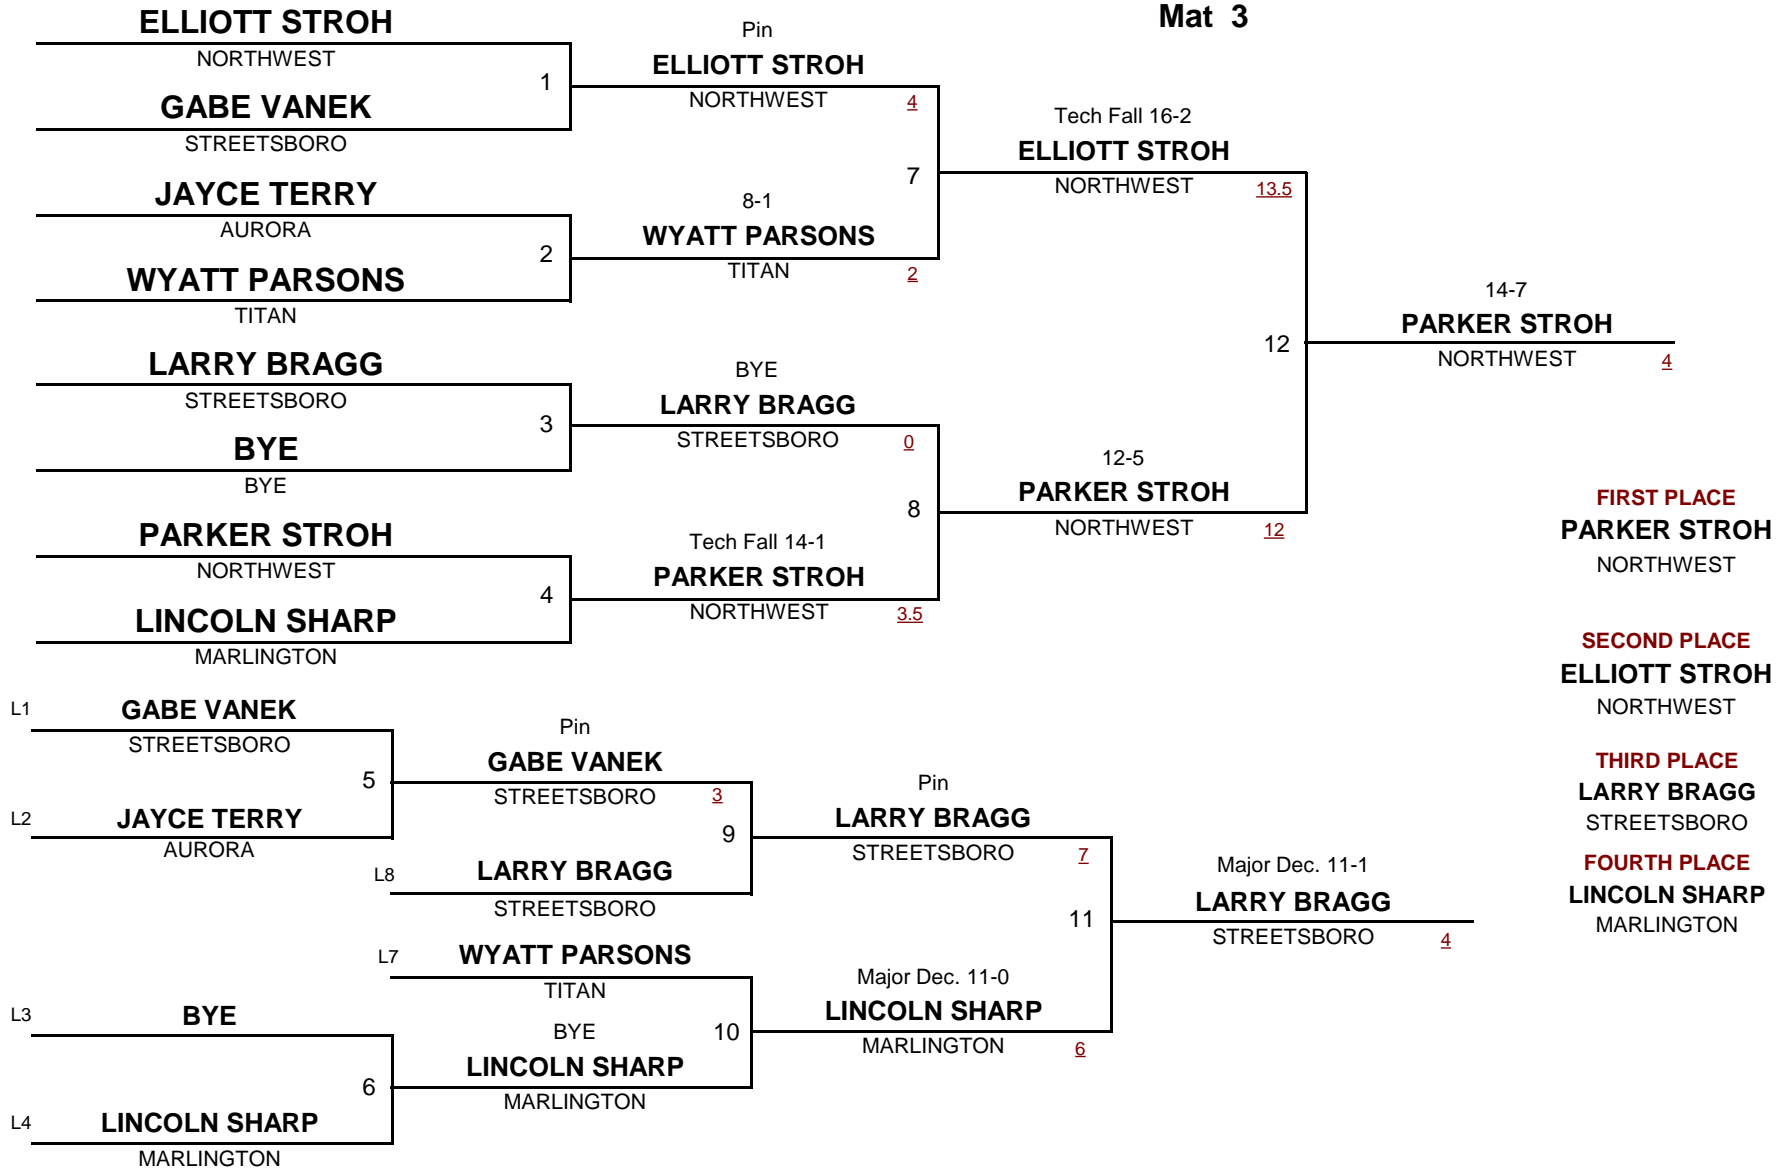 Mat 3
ELLIOTT STROH
NORTHWEST
1
GABE VANEK
STREETSBORO
JAYCE TERRY
AURORA
2
WYATT PARSONS
TITAN
LARRY BRAGG
STREETSBORO
3
BYE
BYE
PARKER STROH
NORTHWEST
4
LINCOLN SHARP
MARLINGTON
Pin
ELLIOTT STROH
NORTHWEST 4
7
8-1
WYATT PARSONS
TITAN 2
BYE
LARRY BRAGG
STREETSBORO 0
8
Tech Fall 14-1
PARKER STROH
NORTHWEST 3.5
Tech Fall 16-2
ELLIOTT STROH
NORTHWEST 13.5
12
12-5
PARKER STROH
NORTHWEST 12
14-7
PARKER STROH
NORTHWEST 4
L1 GABE VANEK
STREETSBORO
5
L2 JAYCE TERRY
AURORA
L3 BYE
6
L4 LINCOLN SHARP
MARLINGTON
Pin
GABE VANEK
STREETSBORO 3
9
L8 LARRY BRAGG
STREETSBORO
L7 WYATT PARSONS
TITAN
10
BYE
LINCOLN SHARP
MARLINGTON
Pin
LARRY BRAGG
STREETSBORO 7
11
Major Dec. 11-0
LINCOLN SHARP
MARLINGTON 6
Major Dec. 11-1
LARRY BRAGG
STREETSBORO 4
FIRST PLACE
PARKER STROH
NORTHWEST
SECOND PLACE
ELLIOTT STROH
NORTHWEST
THIRD PLACE
LARRY BRAGG
STREETSBORO
FOURTH PLACE
LINCOLN SHARP
MARLINGTON